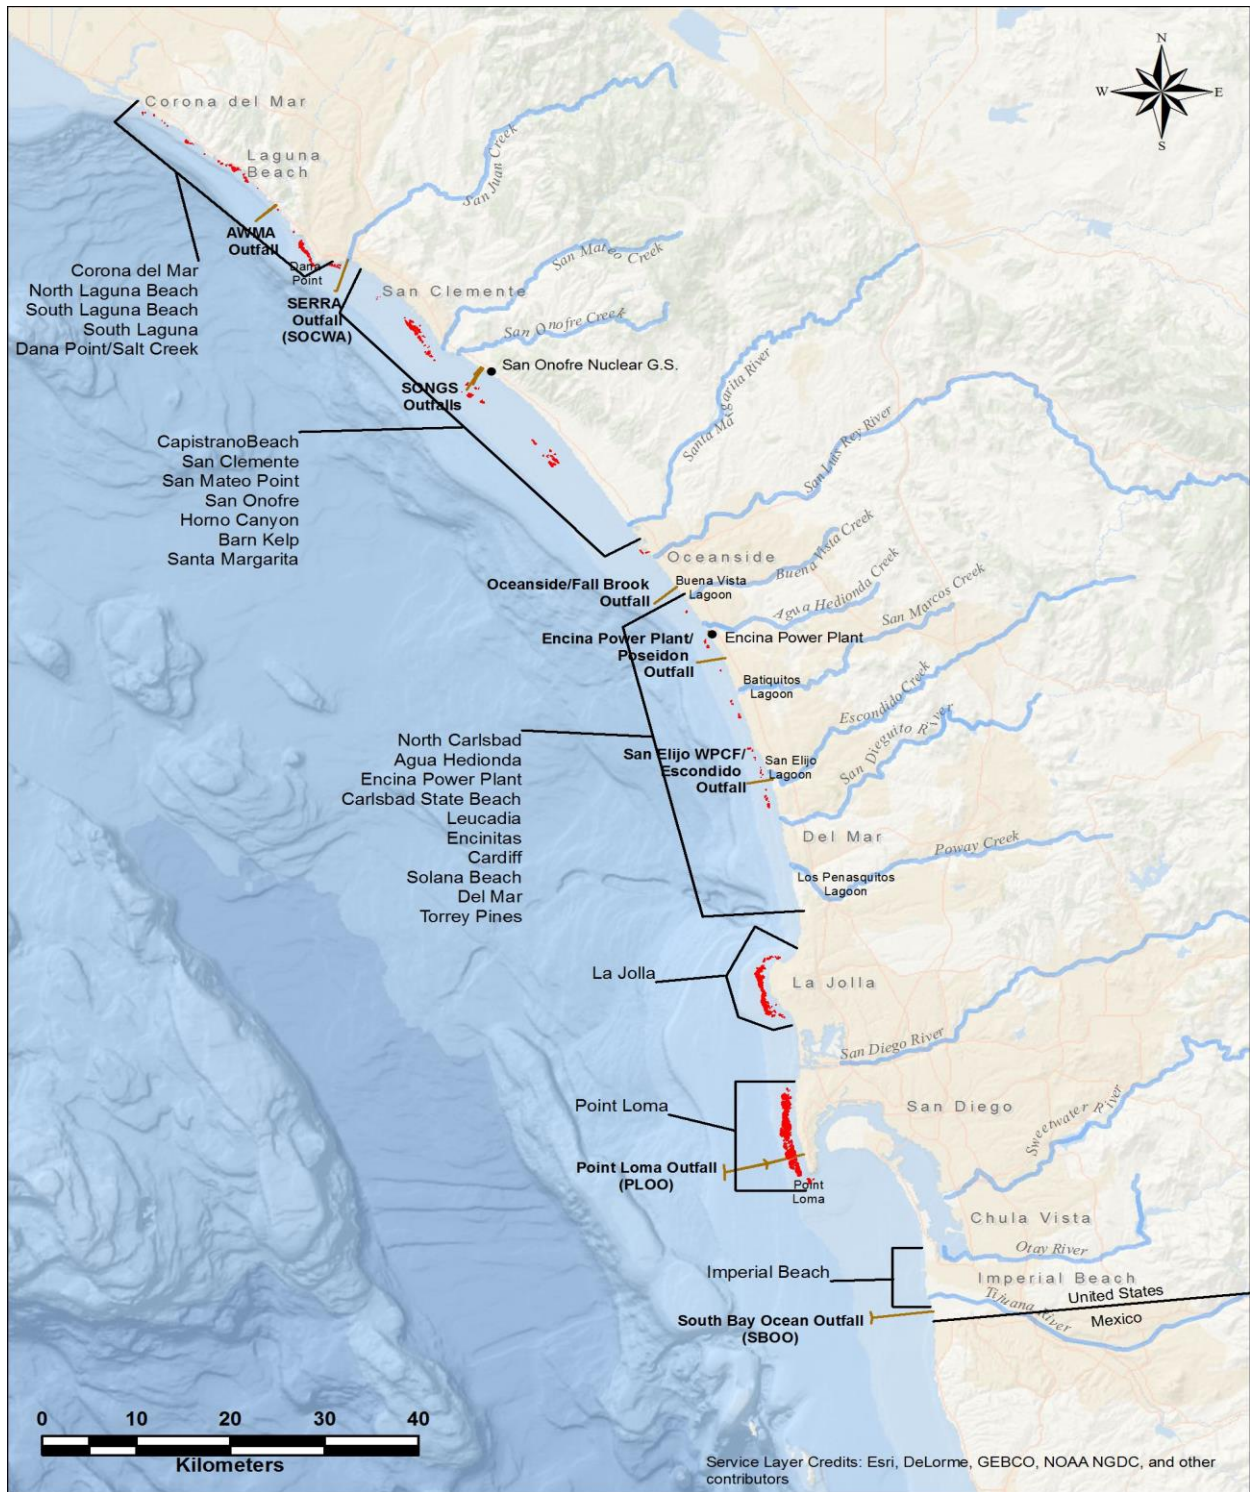 N
W
E
S
Corona del Mar
Laguna
Beach
San Juan Creek
AWMA
Outfall
Corona del Mar
North Laguna Beach
South Laguna Beach
South Laguna
Dana Point/Salt Creek
Dana
Point
SERRA
Outfall
(SOCWA)
San Clemente
San Mateo
Creek
San Onofre Creek
San Onofre Nuclear G.S.
SONGS
Outfalls
Santa Margarita River
San Luis Rey River
CapistranoBeach
San Clemente
San Mateo Point
San Onofre
Horno Canyon
Barn Kelp
Santa Margarita
Oceanside
Buena Vista Creek
Oceanside/Fall Brook
Outfall
Buena Vista
Lagoon
Agua Hedionda Creek
San Marcos Creek
Encina Power Plant/
Poseidon
Outfall
Encina Power Plant
Batiquitos
Lagoon
Escondido Creek
San Dieguito River
North Carlsbad
Agua Hedionda
Encina Power Plant
Carlsbad State Beach
Leucadia
Encinitas
Cardiff
Solana Beach
Del Mar
Torrey Pines
San Elijo WPCF/
Escondido
Outfall
San Elijo
Lagoon
Del Mar
Poway Creek
Los Penasquitos
Lagoon
La Jolla
La Jolla
San Diego River
Point Loma
San Diego
Sweetwater River
Point Loma Outfall
(PLOO)
Point
Loma
Chula Vista
Otay River
Imperial Beach
Imperial Beach
Tijuana River
United States
Mexico
South Bay Ocean Outfall
(SBOO)
0 10 20 30 40
Kilometers
Service Layer Credits: Esri, DeLorme, GEBCO, NOAA NGDC, and other
contributors